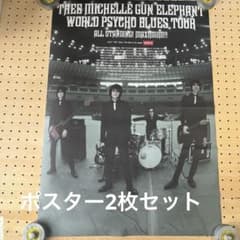 THEE MICHELLE GUN ELEPHANT
WORLD PSYCHO BLUES TOUR
ALL STANDING MAXIMUM!!
ポスター2枚セット